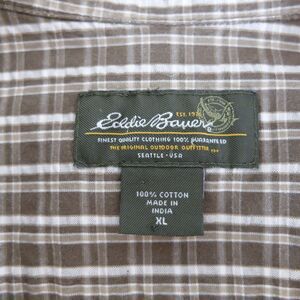 EST. 1920
Eddie Bauer
FINEST QUALITY CLOTHING 100% GUARANTEED
THE ORIGINAL OUTDOOR OUTFITTER
SEATTLE · USA
100% COTTON
MADE IN
INDIA
XL